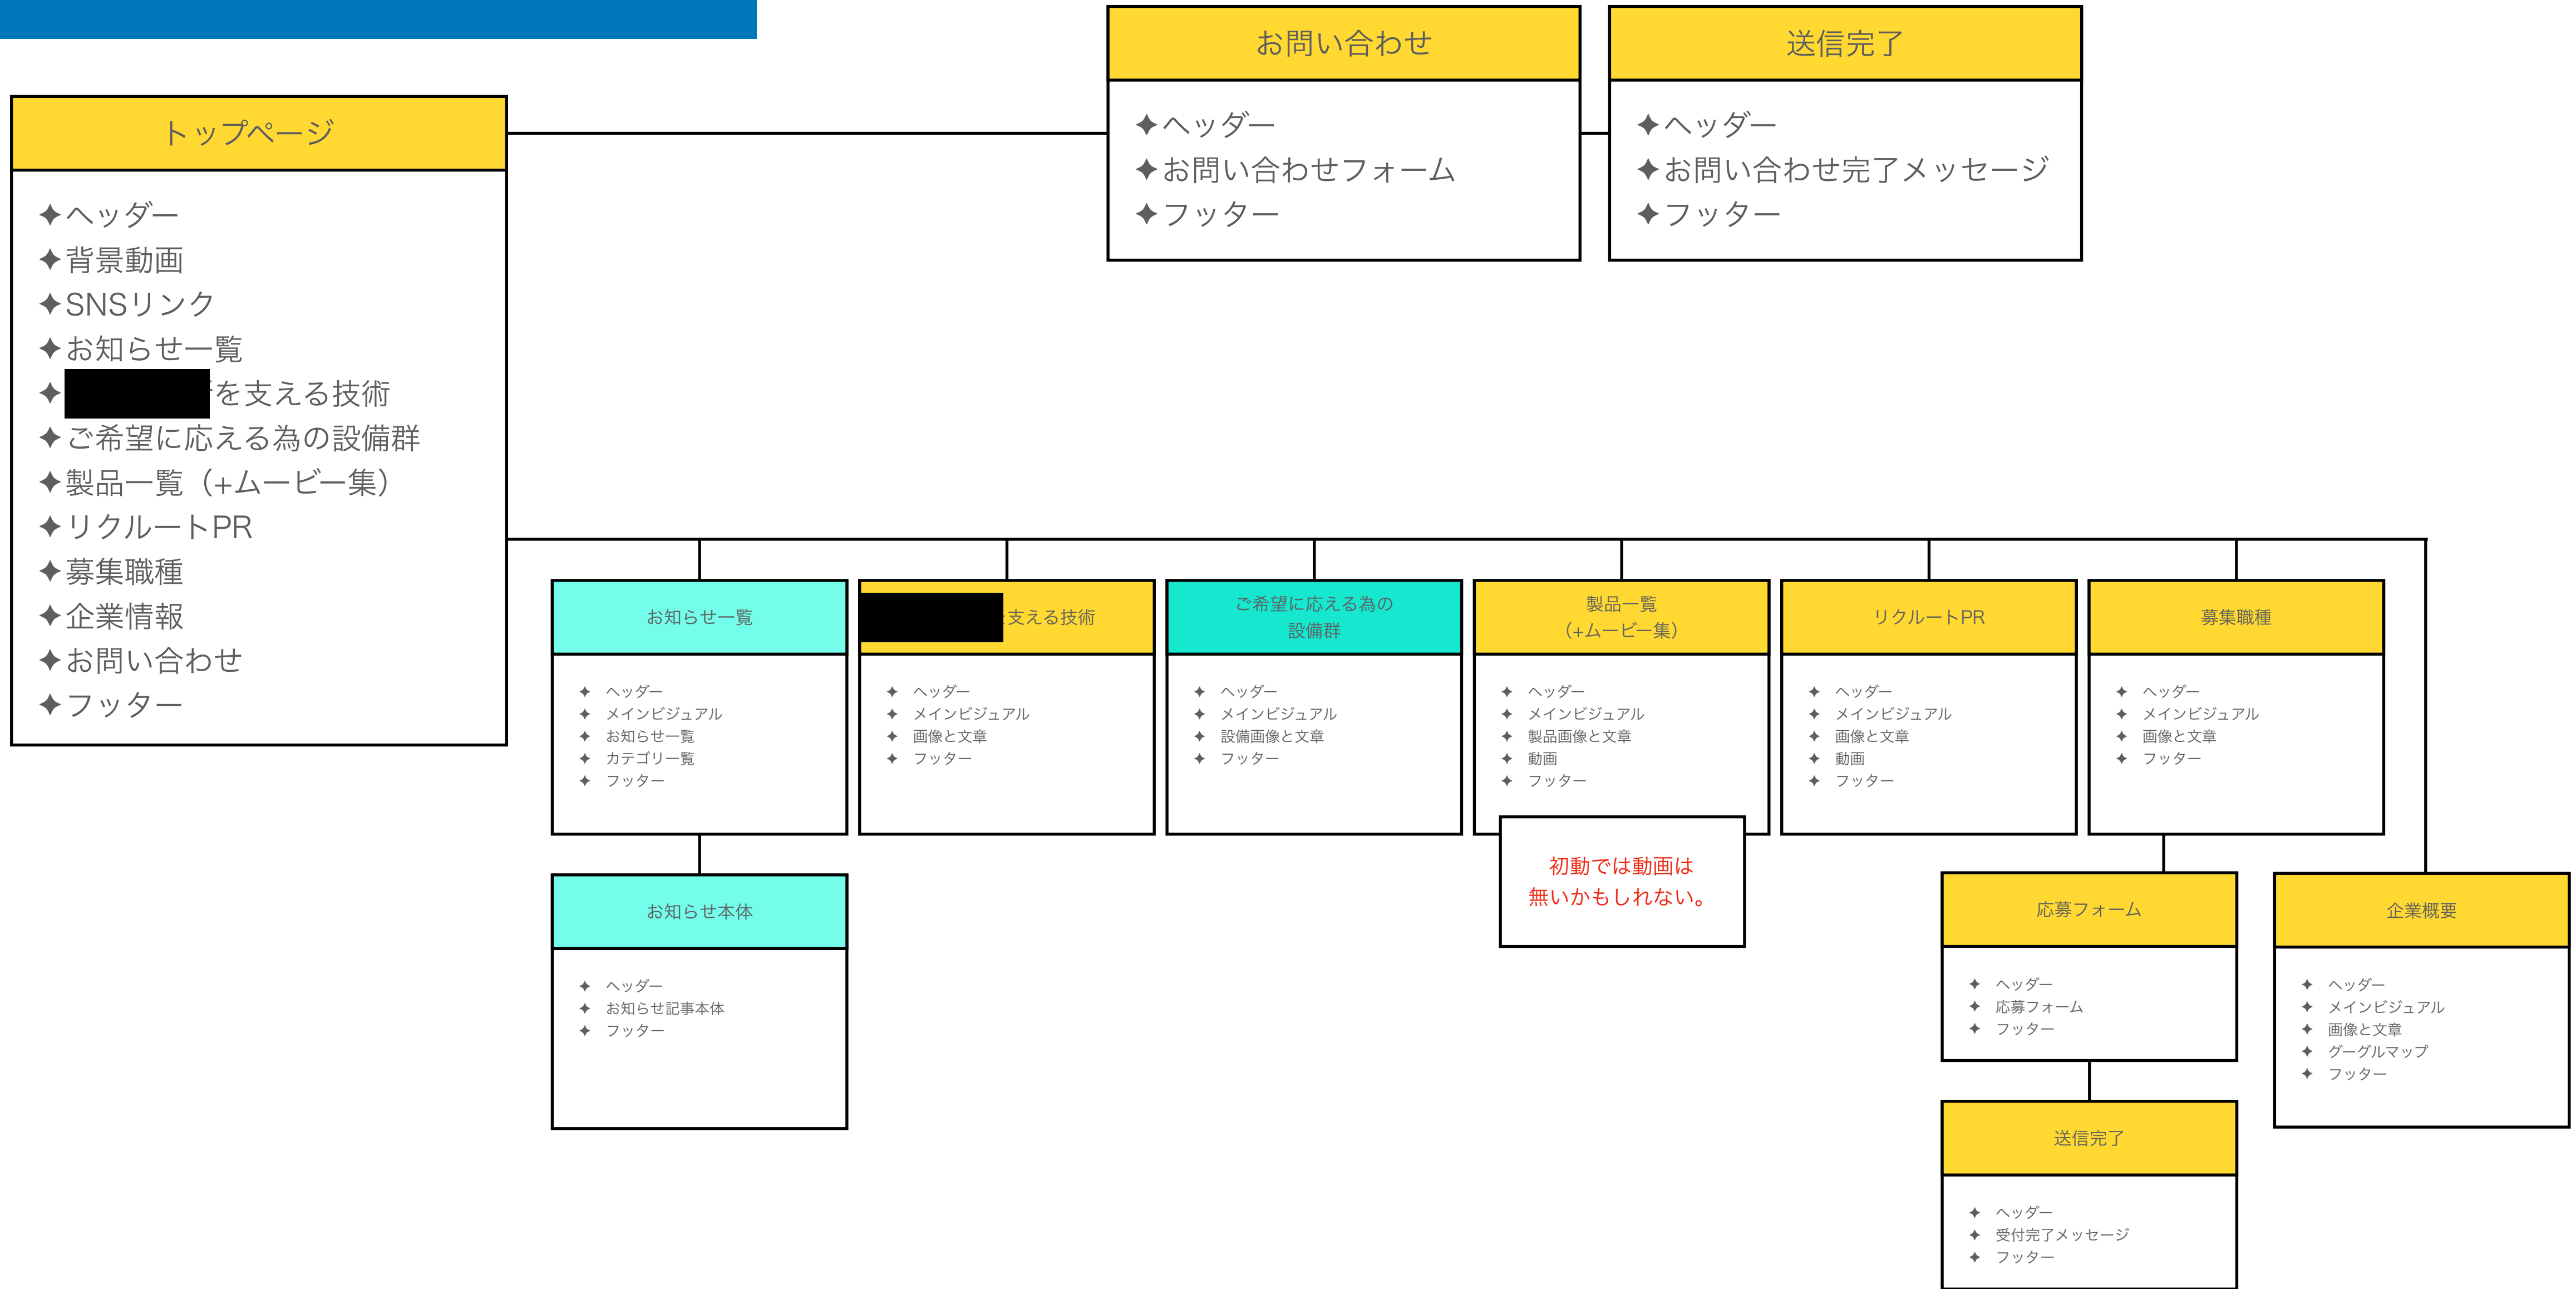 お問い合わせ
✦ヘッダー
✦お問い合わせフォーム
✦フッター
送信完了
✦ヘッダー
✦お問い合わせ完了メッセージ
✦フッター
トップページ
✦ヘッダー
✦背景動画
✦SNSリンク
✦お知らせ一覧
✦を支える技術
✦ご希望に応える為の設備群
✦製品一覧（+ムービー集）
✦リクルートPR
✦募集職種
✦企業情報
✦お問い合わせ
✦フッター
お知らせ一覧
✦ ヘッダー
✦ メインビジュアル
✦ お知らせ一覧
✦ カテゴリ一覧
✦ フッター
支える技術
✦ ヘッダー
✦ メインビジュアル
✦ 画像と文章
✦ フッター
ご希望に応える為の
設備群
✦ ヘッダー
✦ メインビジュアル
✦ 設備画像と文章
✦ フッター
製品一覧
（+ムービー集）
✦ ヘッダー
✦ メインビジュアル
✦ 製品画像と文章
✦ 動画
✦ フッター
初動では動画は
無いかもしれない。
リクルートPR
✦ ヘッダー
✦ メインビジュアル
✦ 画像と文章
✦ 動画
✦ フッター
募集職種
✦ ヘッダー
✦ メインビジュアル
✦ 画像と文章
✦ フッター
お知らせ本体
✦ ヘッダー
✦ お知らせ記事本体
✦ フッター
応募フォーム
✦ ヘッダー
✦ 応募フォーム
✦ フッター
企業概要
✦ ヘッダー
✦ メインビジュアル
✦ 画像と文章
✦ グーグルマップ
✦ フッター
送信完了
✦ ヘッダー
✦ 受付完了メッセージ
✦ フッター